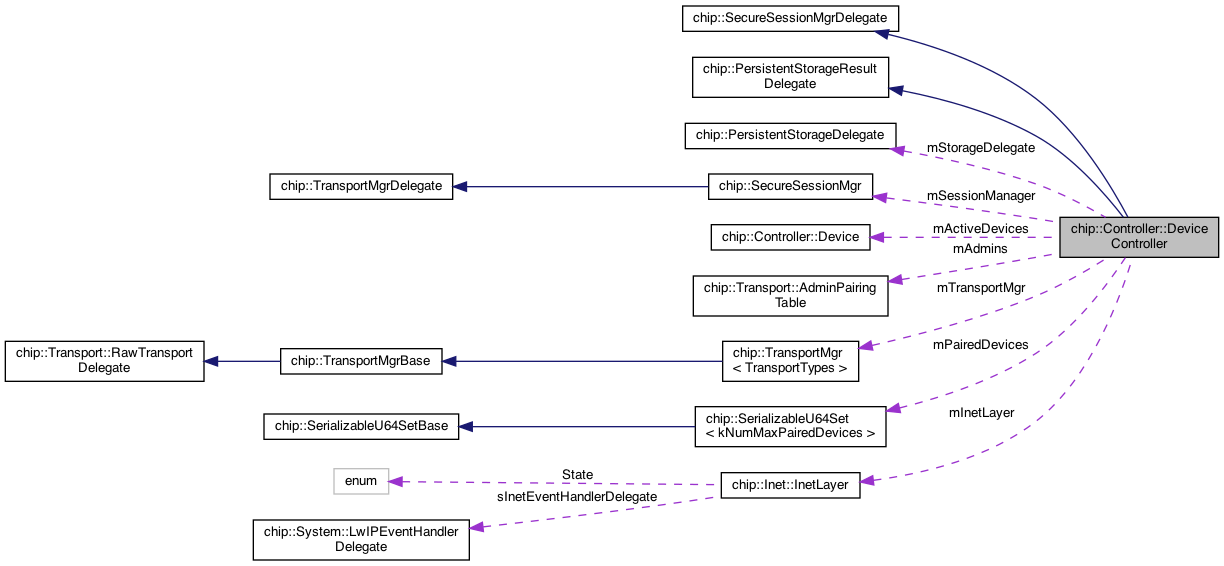 chip::SecureSessionMgrDelegate
chip::PersistentStorageResult
Delegate
chip::PersistentStorageDelegate
mStorageDelegate
chip::TransportMgrDelegate
chip::SecureSessionMgr
mSessionManager
chip::Controller::Device
mActiveDevices
chip::Controller::Device
Controller
mAdmins
chip::Transport::AdminPairing
Table
mTransportMgr
chip::Transport::RawTransport
Delegate
chip::TransportMgrBase
chip::TransportMgr
< TransportTypes >
mPairedDevices
chip::SerializableU64SetBase
chip::SerializableU64Set
< kNumMaxPairedDevices >
mInetLayer
enum
State
chip::Inet::InetLayer
sInetEventHandlerDelegate
chip::System::LwIPEventHandler
Delegate